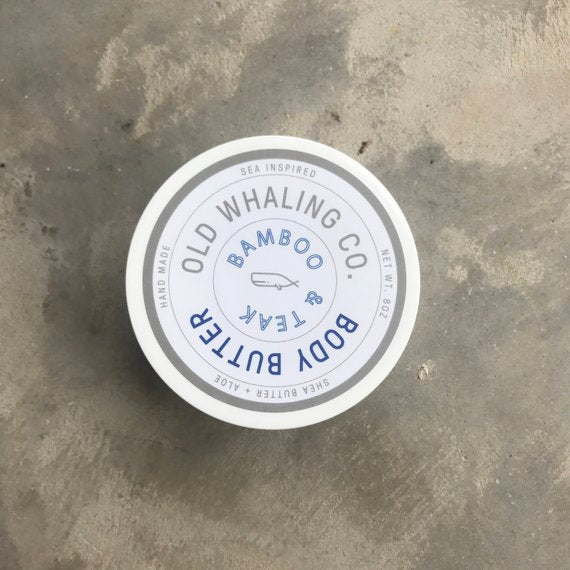 SEA INSPIRED
OLD WHALING CO.
BAMBOO & TEAK
BODY BUTTER
HAND MADE
NET WT. 8OZ
SHEA BUTTER + ALOE